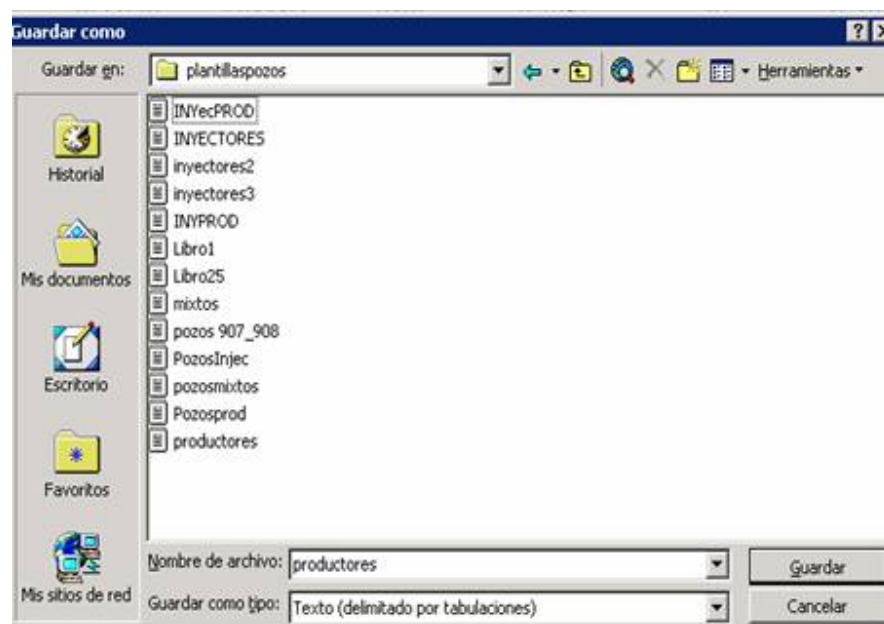 Guardar como
Guardar en: plantillaspozos Herramientas
Historial
Mis documentos
Escritorio
Favoritos
Mis sitios de red
INYecPROD
INYECTORES
inyectores2
inyectores3
INYPROD
Libro1
Libro25
mixtos
pozos 907_908
PozosInjec
pozosmixtos
Pozosprod
productores
Nombre de archivo: productores Guardar
Guardar como tipo: Texto (delimitado por tabulaciones) Cancelar